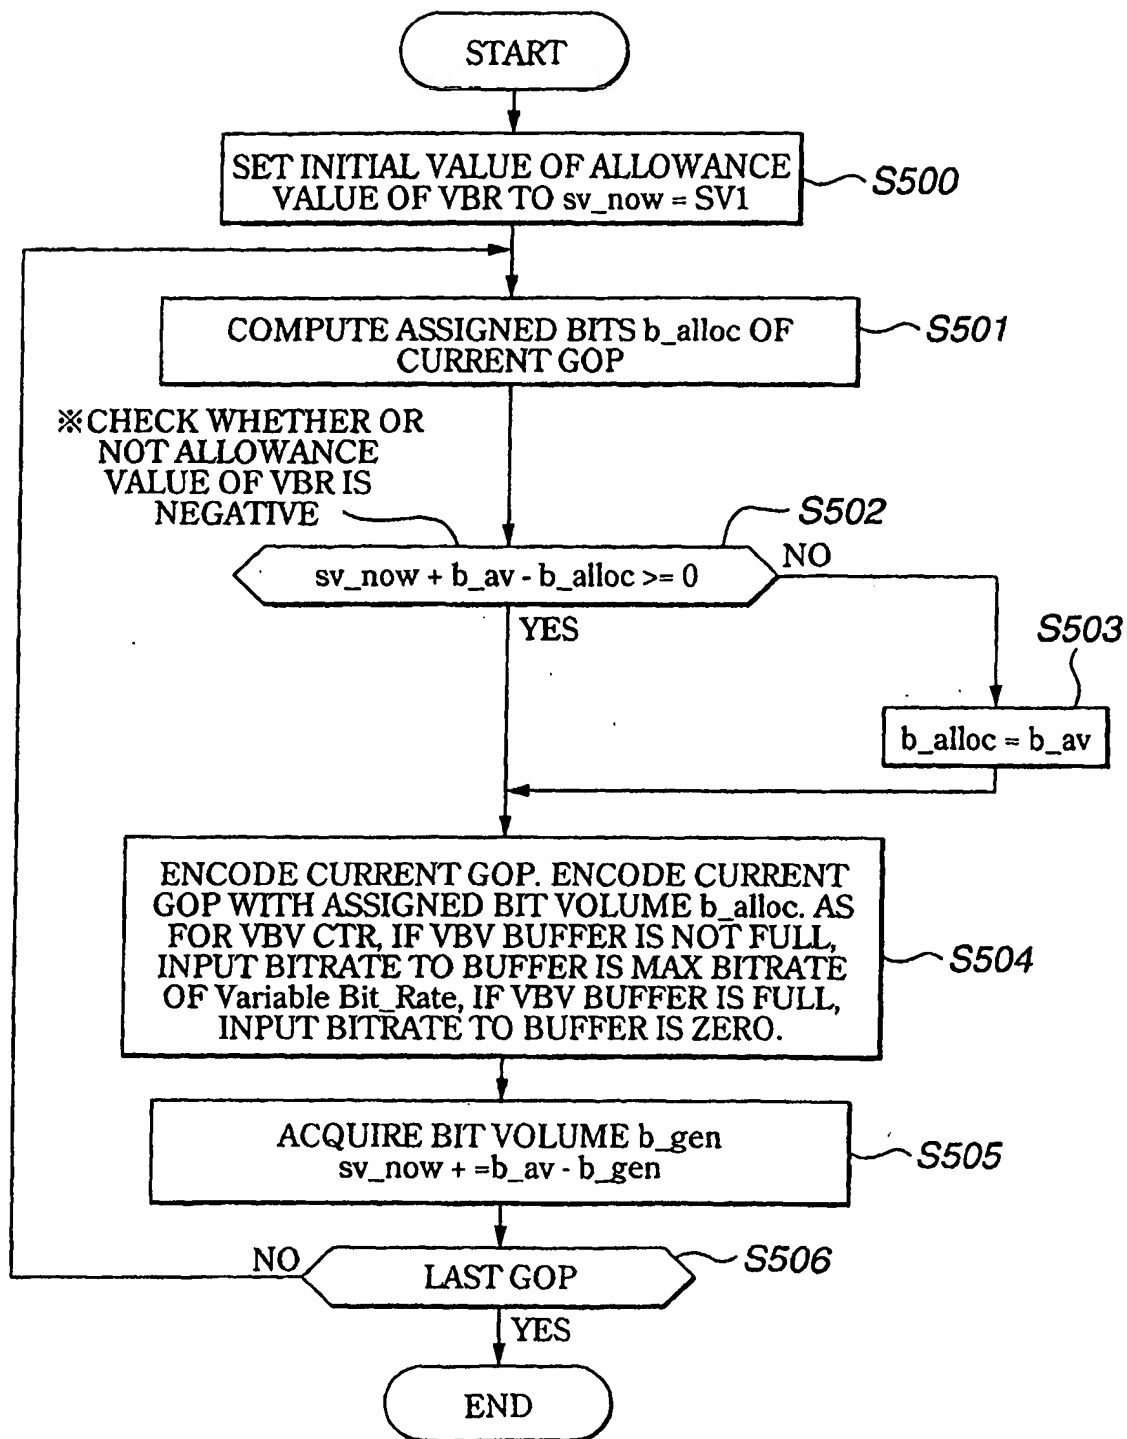 START
SET INITIAL VALUE OF ALLOWANCE
VALUE OF VBR TO sv_now = SV1
S500
COMPUTE ASSIGNED BITS b_alloc OF
CURRENT GOP
S501
※CHECK WHETHER OR
NOT ALLOWANCE
VALUE OF VBR IS
NEGATIVE
S502
sv_now + b_av - b_alloc >= 0
NO
YES
S503
b_alloc = b_av
ENCODE CURRENT GOP. ENCODE CURRENT
GOP WITH ASSIGNED BIT VOLUME b_alloc. AS
FOR VBV CTR, IF VBV BUFFER IS NOT FULL,
INPUT BITRATE TO BUFFER IS MAX BITRATE
OF Variable Bit_Rate, IF VBV BUFFER IS FULL,
INPUT BITRATE TO BUFFER IS ZERO.
S504
ACQUIRE BIT VOLUME b_gen
sv_now + =b_av - b_gen
S505
NO
LAST GOP
S506
YES
END